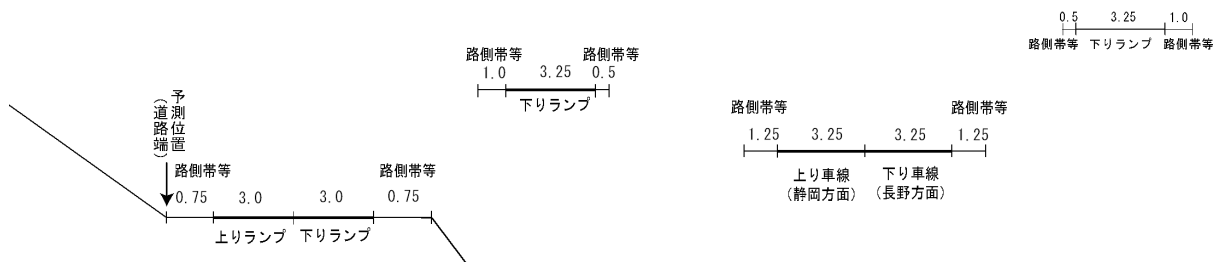 0.5 3.25 1.0
路側帯等 下りランプ 路側帯等
路側帯等 路側帯等
1.0 3.25 0.5
下りランプ
路側帯等 路側帯等
1.25 3.25 3.25 1.25
上り車線 下り車線
(静岡方面) (長野方面)
予測位置
(道路端)
路側帯等 路側帯等
0.75 3.0 3.0 0.75
上りランプ 下りランプ